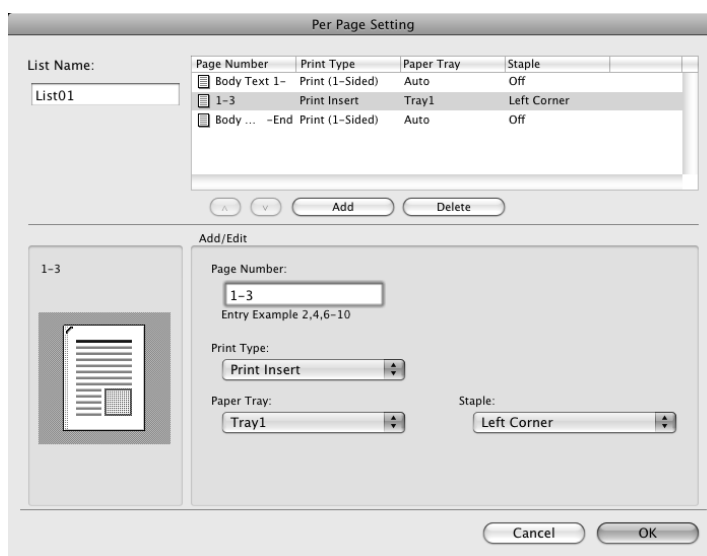 Per Page Setting
List Name:
List01
Page Number Print Type Paper Tray Staple
Body Text 1– Print (1–Sided) Auto Off
1–3 Print Insert Tray1 Left Corner
Body ... –End Print (1–Sided) Auto Off
Add Delete
Add/Edit
1–3
Page Number:
1–3
Entry Example 2,4,6–10
Print Type:
Print Insert
Paper Tray: Staple:
Tray1 Left Corner
Cancel OK